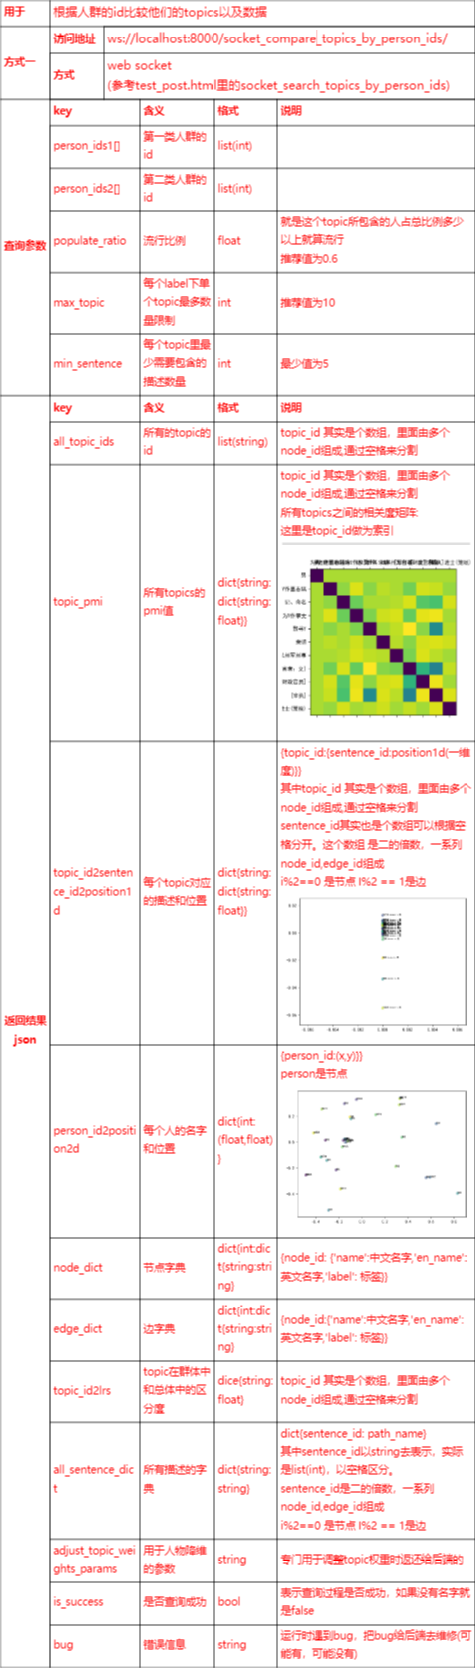 用于
根据人群的id比较他们的topics以及数据
方式一
访问地址
ws://localhost:8000/socket_compare_topics_by_person_ids/
方式
web socket
(参考test_post.html里的socket_search_topics_by_person_ids)
查询参数
key
含义
格式
说明
person_ids1[]
第一类人群的
id
list(int)
person_ids2[]
第二类人群的
id
list(int)
populate_ratio
流行比例
float
就是这个topic所包含的人占总比例多少
以上就算流行
推荐值为0.6
max_topic
每个label下单
个topic最多数
量限制
int
推荐值为10
min_sentence
每个topic里最
少需要包含的
描述数量
int
最少值为5
返回结果
json
key
含义
格式
说明
all_topic_ids
所有的topic的
id
list(string)
topic_id 其实是个数组，里面由多个
node_id组成,通过空格来分割
topic_pmi
所有topics的
pmi值
dict{string:
dict{string:
float}}
topic_id 其实是个数组，里面由多个
node_id组成,通过空格来分割
所有topics之间的相关度矩阵:
这里是topic_id做为索引
topic_id2senten
ce_id2position1
d
每个topic对应
的描述和位置
dict{string:
dict{string:
float}}
{topic_id:{sentence_id:position1d(一维
度)}}
其中topic_id 其实是个数组，里面由多个
node_id组成,通过空格来分割
sentence_id其实也是个数组可以根据空
格分开。这个数组 是二的倍数，一系列
node_id,edge_id组成
i%2==0 是节点 I%2 == 1是边
person_id2positi
on2d
每个人的名字
和位置
dict{int:
(float,float)
}
{person_id:(x,y)}}
person是节点
node_dict
节点字典
dict{int:dic
t{string:stri
ng}
{node_id: {'name':中文名字,'en_name':
英文名字,'label': 标签}}
edge_dict
边字典
dict{int:dic
t{string:stri
ng}
{node_id:{'name':中文名字,'en_name':
英文名字,'label': 标签}}
topic_id2lrs
topic在群体中
和总体中的区
分度
dice{string:
float}
topic_id 其实是个数组，里面由多个
node_id组成,通过空格来分割
all_sentence_dic
t
所有描述的字
典
dict{string:
string}
dict{sentence_id: path_name}
其中sentence_id以string去表示，实际
是list(int)，以空格区分。
sentence_id是二的倍数，一系列
node_id,edge_id组成
i%2==0 是节点 I%2 == 1是边
adjust_topic_wei
ghts_params
用于人物降维
的参数
string
专门用于调整topic权重时返还给后端的
is_success
是否查询成功
bool
表示查询过程是否成功，如果没有名字就
是false
bug
错误信息
string
运行时遇到bug，把bug给后端去维修(可
能有，可能没有)